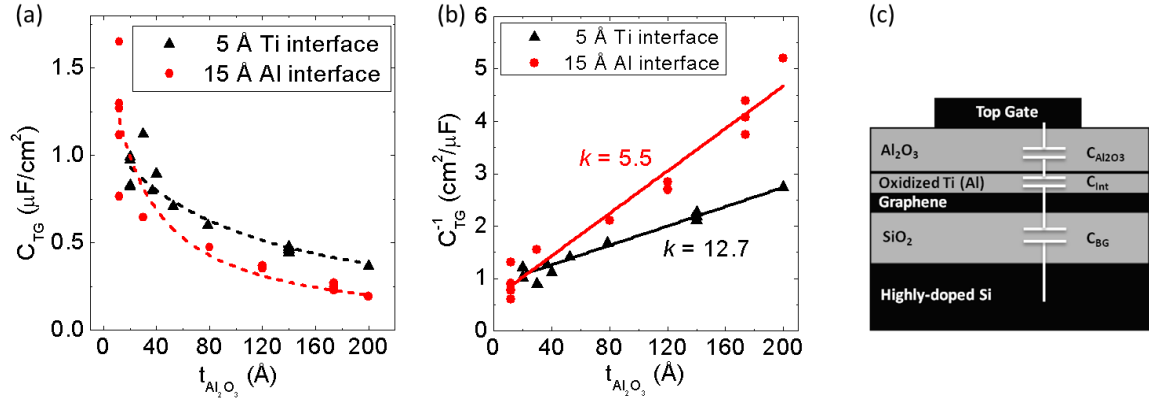 (a)
5 Å Ti interface
15 Å Al interface
C_TG (μF/cm²)
1.5
1.0
0.5
0.0
0 40 80 120 160 200
t_Al₂O₃ (Å)
(b)
5 Å Ti interface
15 Å Al interface
C_TG⁻¹ (cm²/μF)
6
5
4
3
2
1
0
k = 5.5
k = 12.7
0 40 80 120 160 200
t_Al₂O₃ (Å)
(c)
Top Gate
Al₂O₃
C_Al2O3
Oxidized Ti (Al)
C_Int
Graphene
SiO₂
C_BG
Highly-doped Si